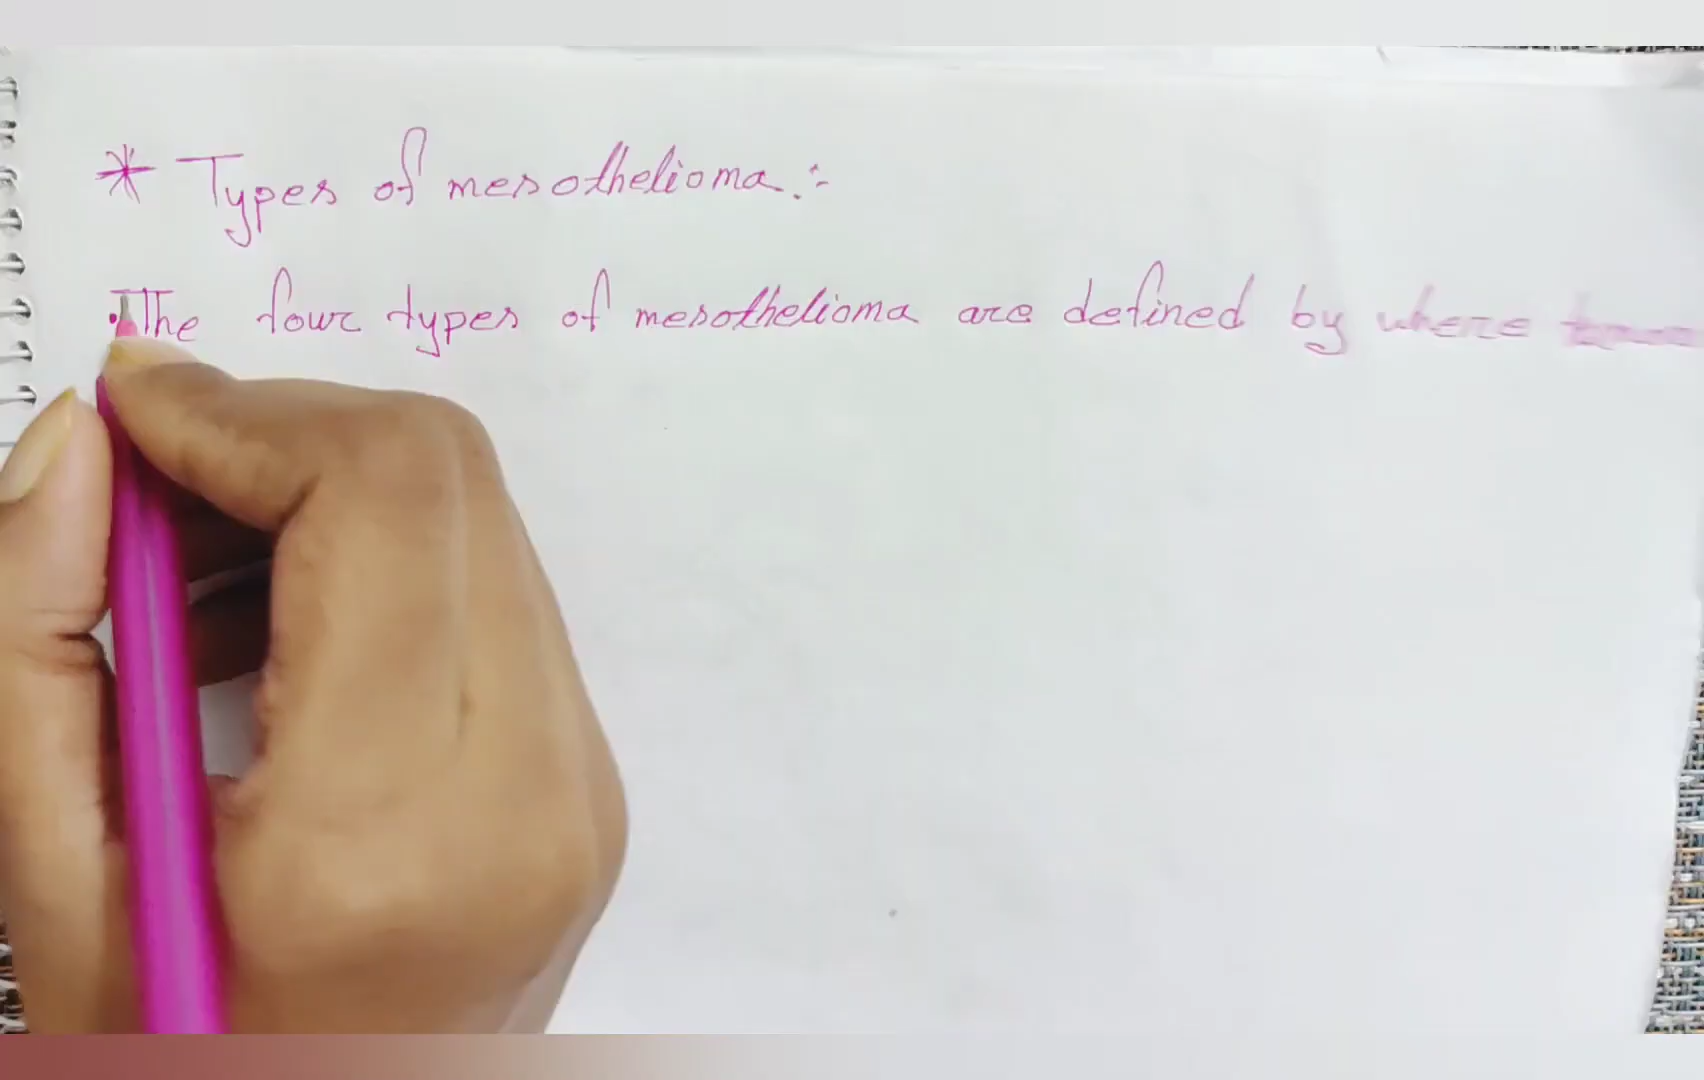 * Types of mesothelioma :-
• The four types of mesothelioma are defined by where